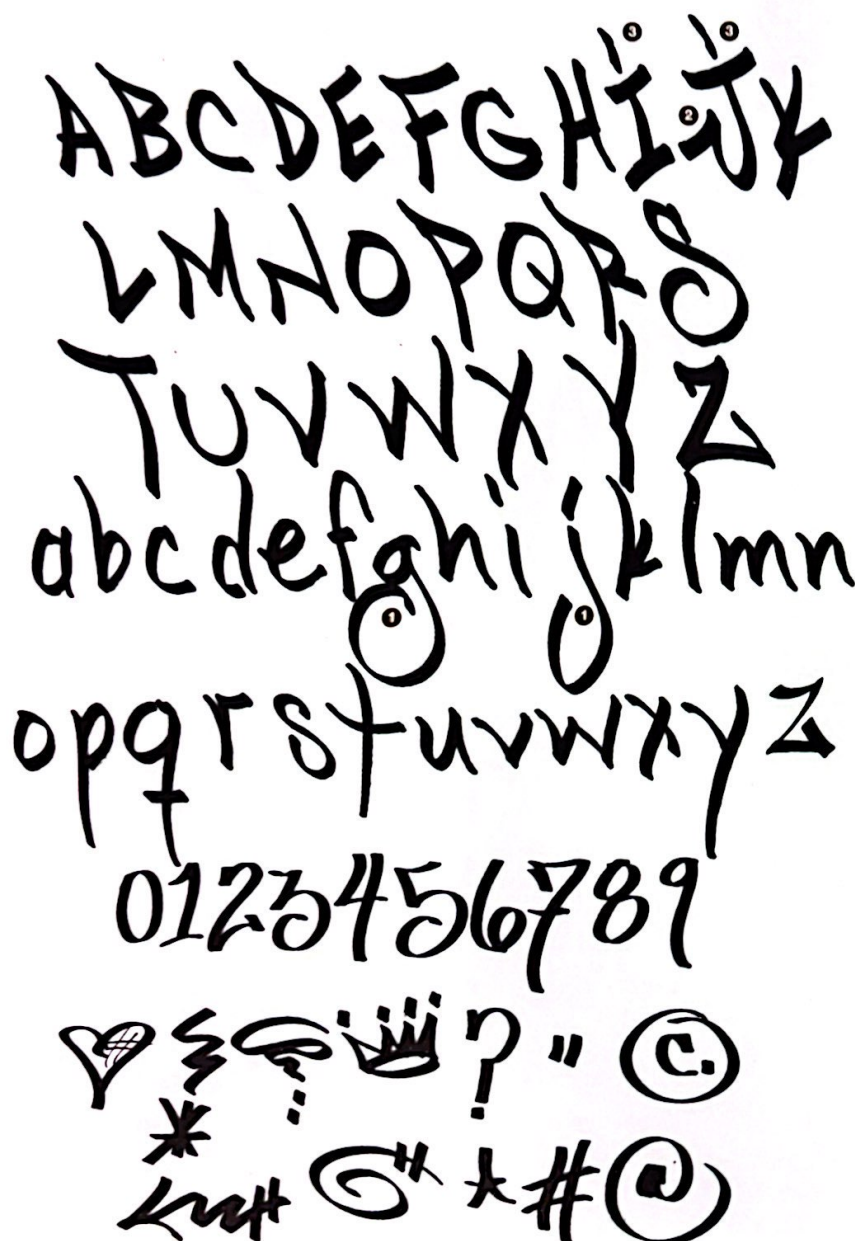 ABCDEFGHIJK
LMNOPQRS
TUVWXYZ
abcdefghijklmn
opqrstuvwxyz
0123456789
? " ©
* * # @